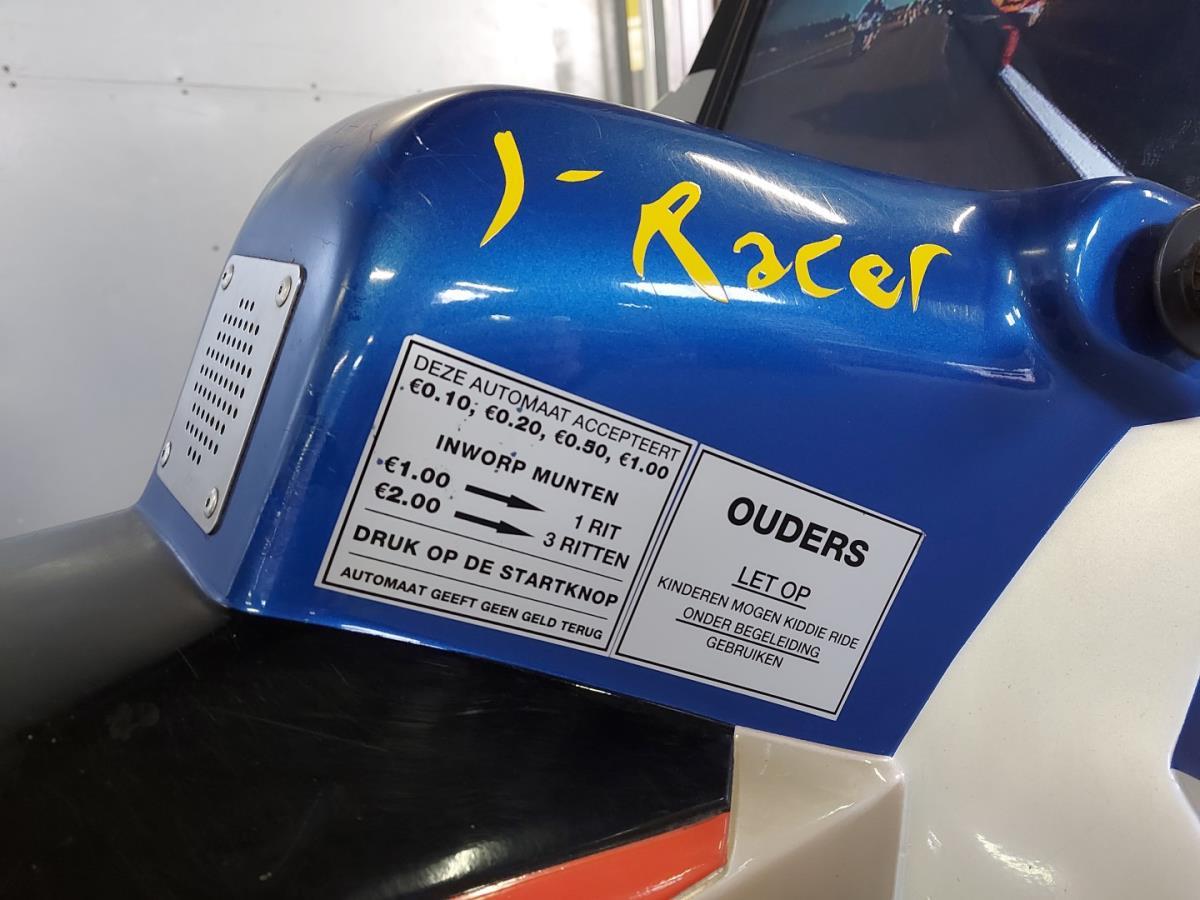 )- Racer
DEZE AUTOMAAT ACCEPTEERT
€0.10; €0.20, €0.50, €1.00
INWORP MUNTEN
€1.00 → 1 RIT
€2.00 → 3 RITTEN
DRUK OP DE STARTKNOP
AUTOMAAT GEEFT GEEN GELD TERUG
OUDERS
LET OP
KINDEREN MOGEN KIDDIE RIDE
ONDER BEGELEIDING
GEBRUIKEN